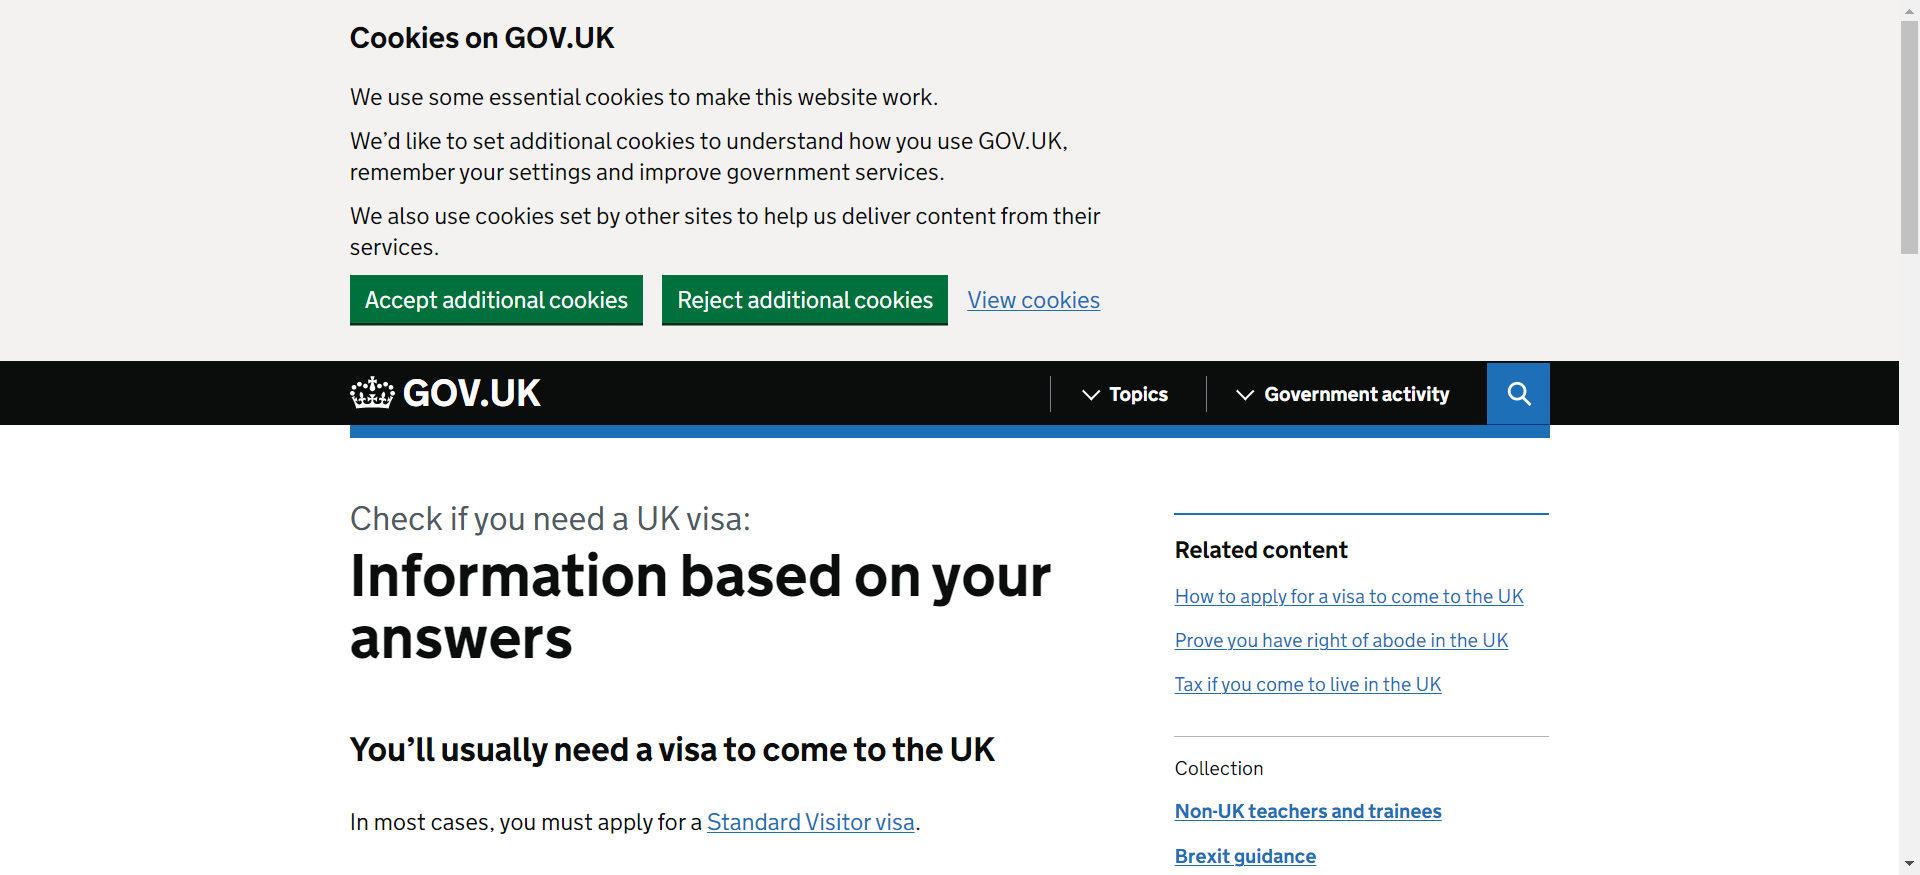 Cookies on GOV.UK
We use some essential cookies to make this website work.
We’d like to set additional cookies to understand how you use GOV.UK,
remember your settings and improve government services.
We also use cookies set by other sites to help us deliver content from their
services.
Accept additional cookies
Reject additional cookies
View cookies
GOV.UK
Topics
Government activity
Check if you need a UK visa:
Information based on your
answers
You’ll usually need a visa to come to the UK
In most cases, you must apply for a Standard Visitor visa.
Related content
How to apply for a visa to come to the UK
Prove you have right of abode in the UK
Tax if you come to live in the UK
Collection
Non-UK teachers and trainees
Brexit guidance